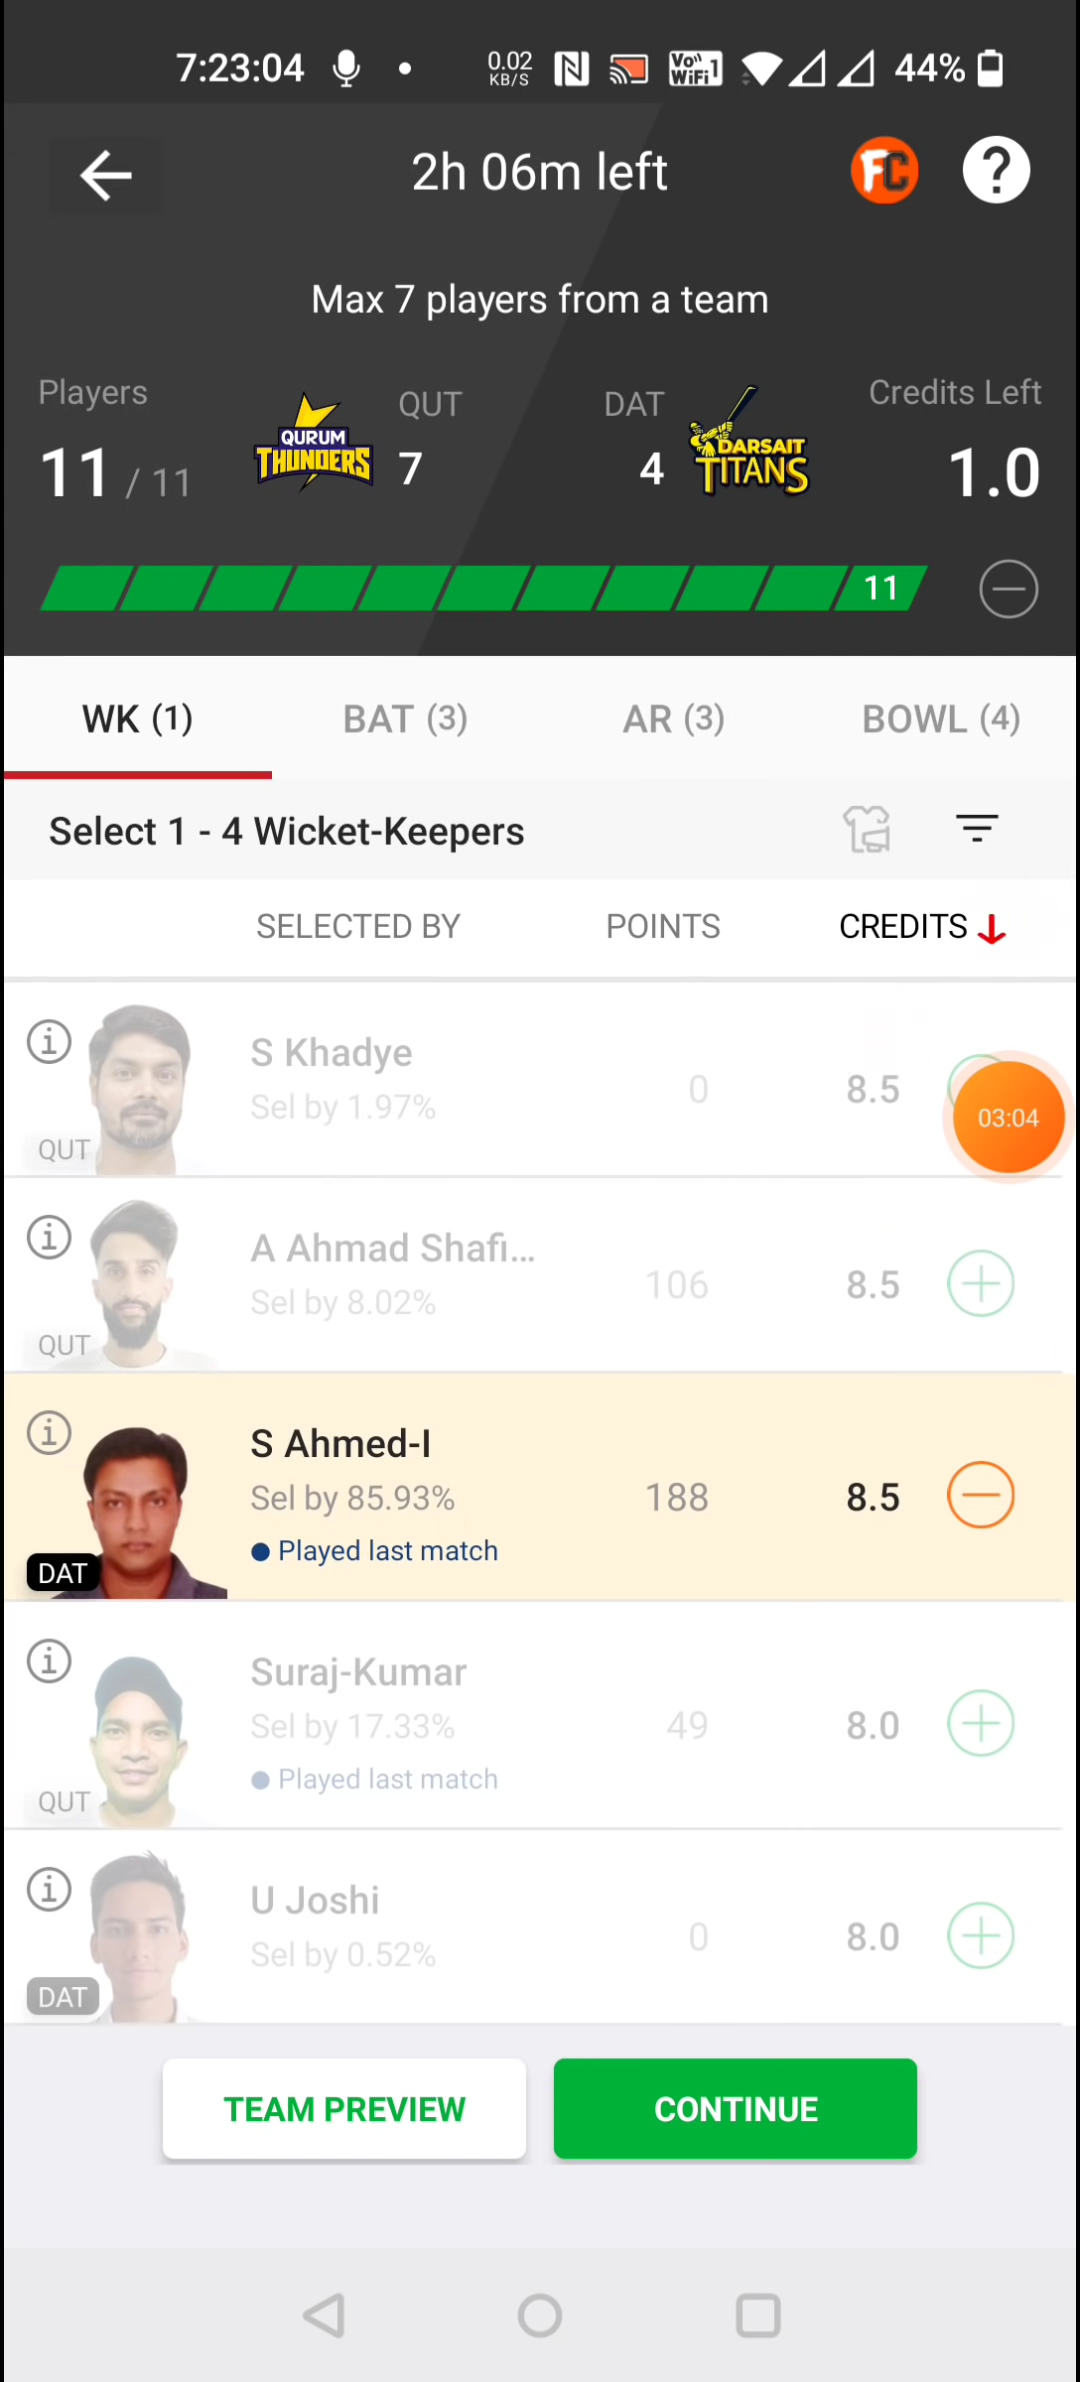 7:23:04 0.02 KB/S Vo)) WiFi 1 44%
2h 06m left FC ?
Max 7 players from a team
Players QUT DAT Credits Left
11 / 11 QURUM THUNDERS 7 4 DARSAIT TITANS 1.0
11
WK (1) BAT (3) AR (3) BOWL (4)
Select 1 - 4 Wicket-Keepers
SELECTED BY POINTS CREDITS
S Khadye
Sel by 1.97% 0 8.5
QUT
03:04
A Ahmad Shafi...
Sel by 8.02% 106 8.5
QUT
S Ahmed-I
Sel by 85.93% 188 8.5
Played last match
DAT
Suraj-Kumar
Sel by 17.33% 49 8.0
Played last match
QUT
U Joshi
Sel by 0.52% 0 8.0
DAT
TEAM PREVIEW CONTINUE